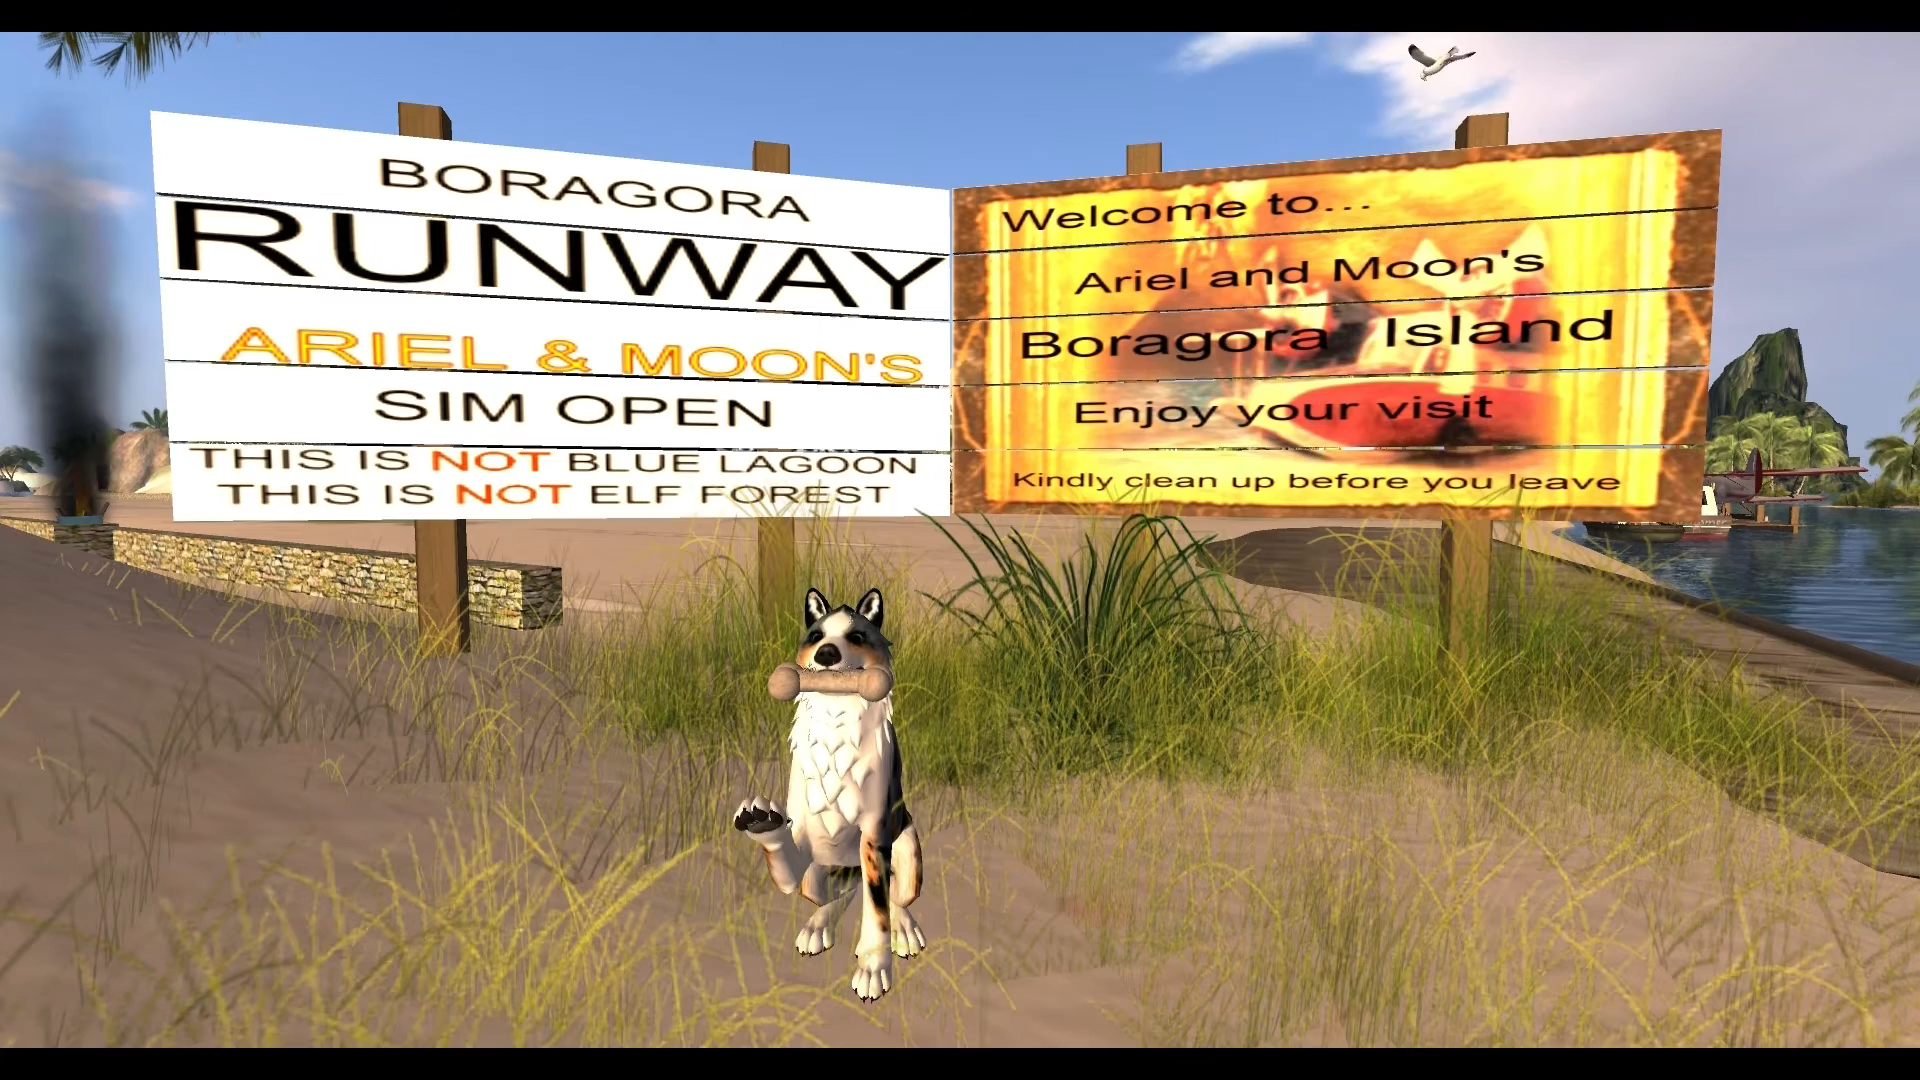 BORAGORA
RUNWAY
ARIEL & MOON'S
SIM OPEN
THIS IS NOT BLUE LAGOON
THIS IS NOT ELF FOREST
Welcome to...
Ariel and Moon's
Boragora Island
Enjoy your visit
Kindly clean up before you leave